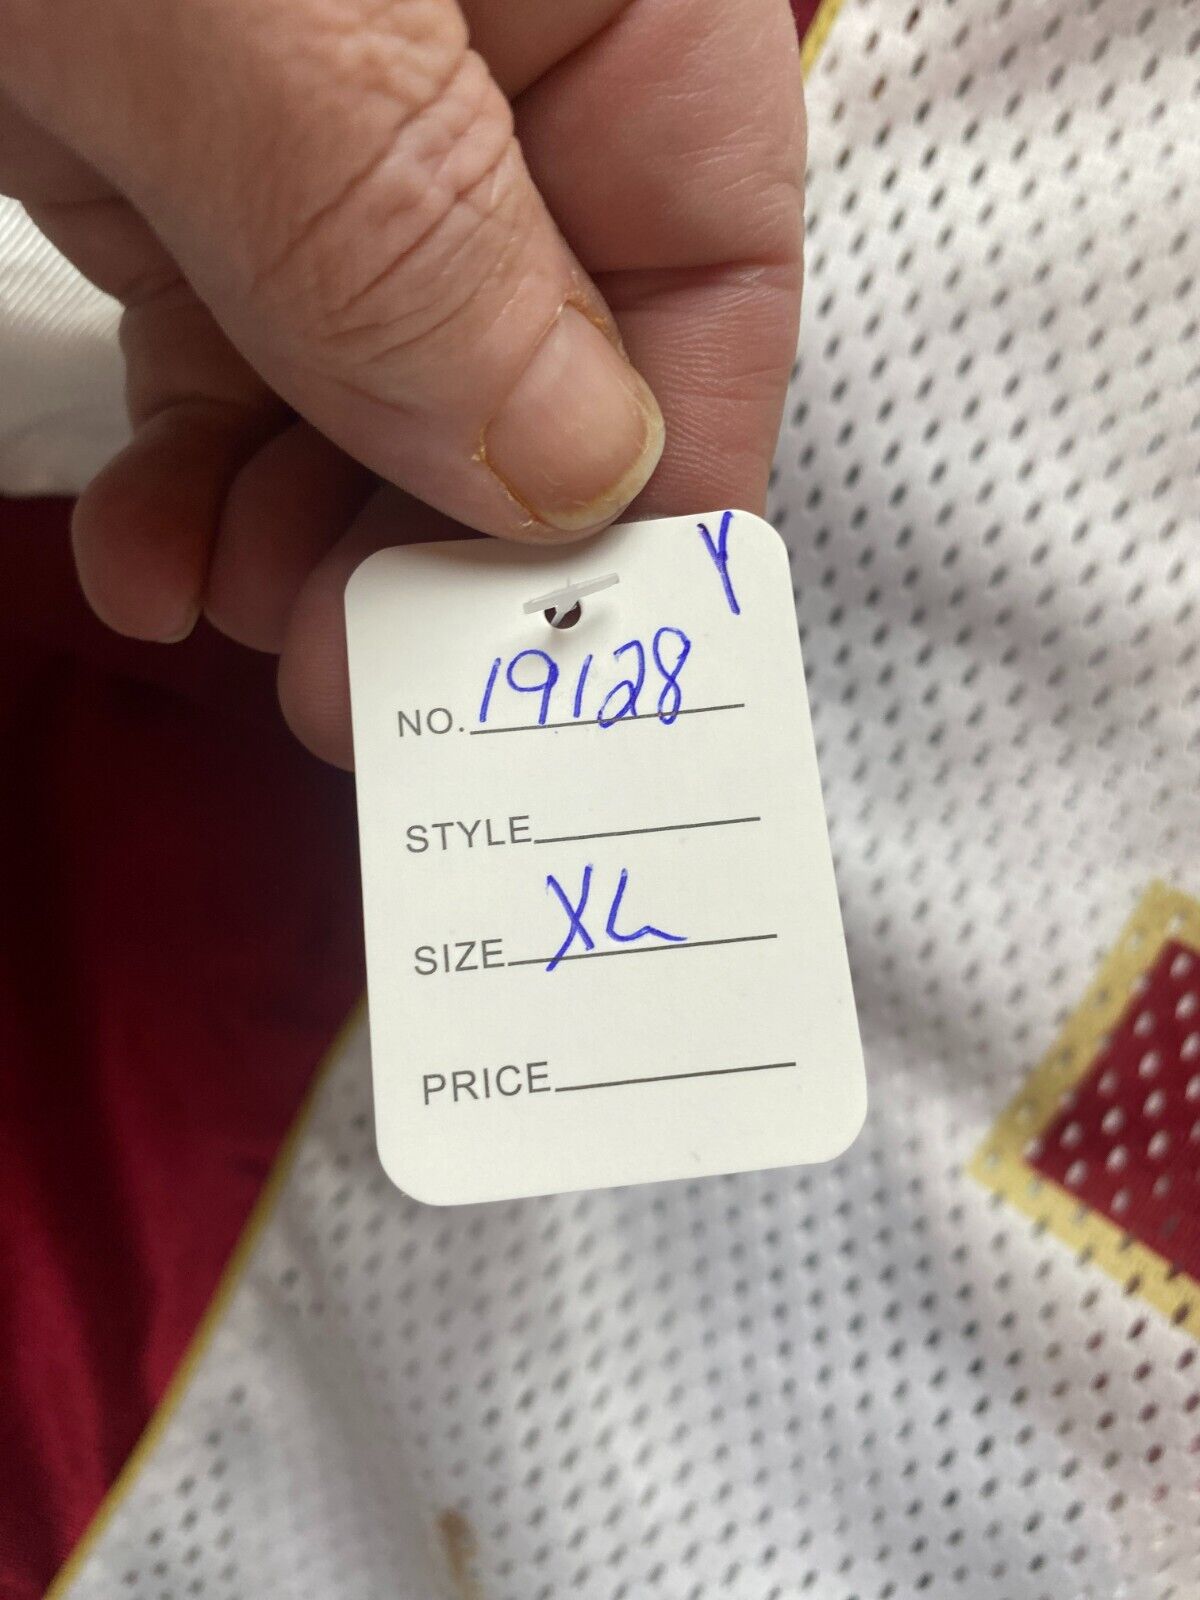 Y
NO. 19128
STYLE
SIZE XL
PRICE